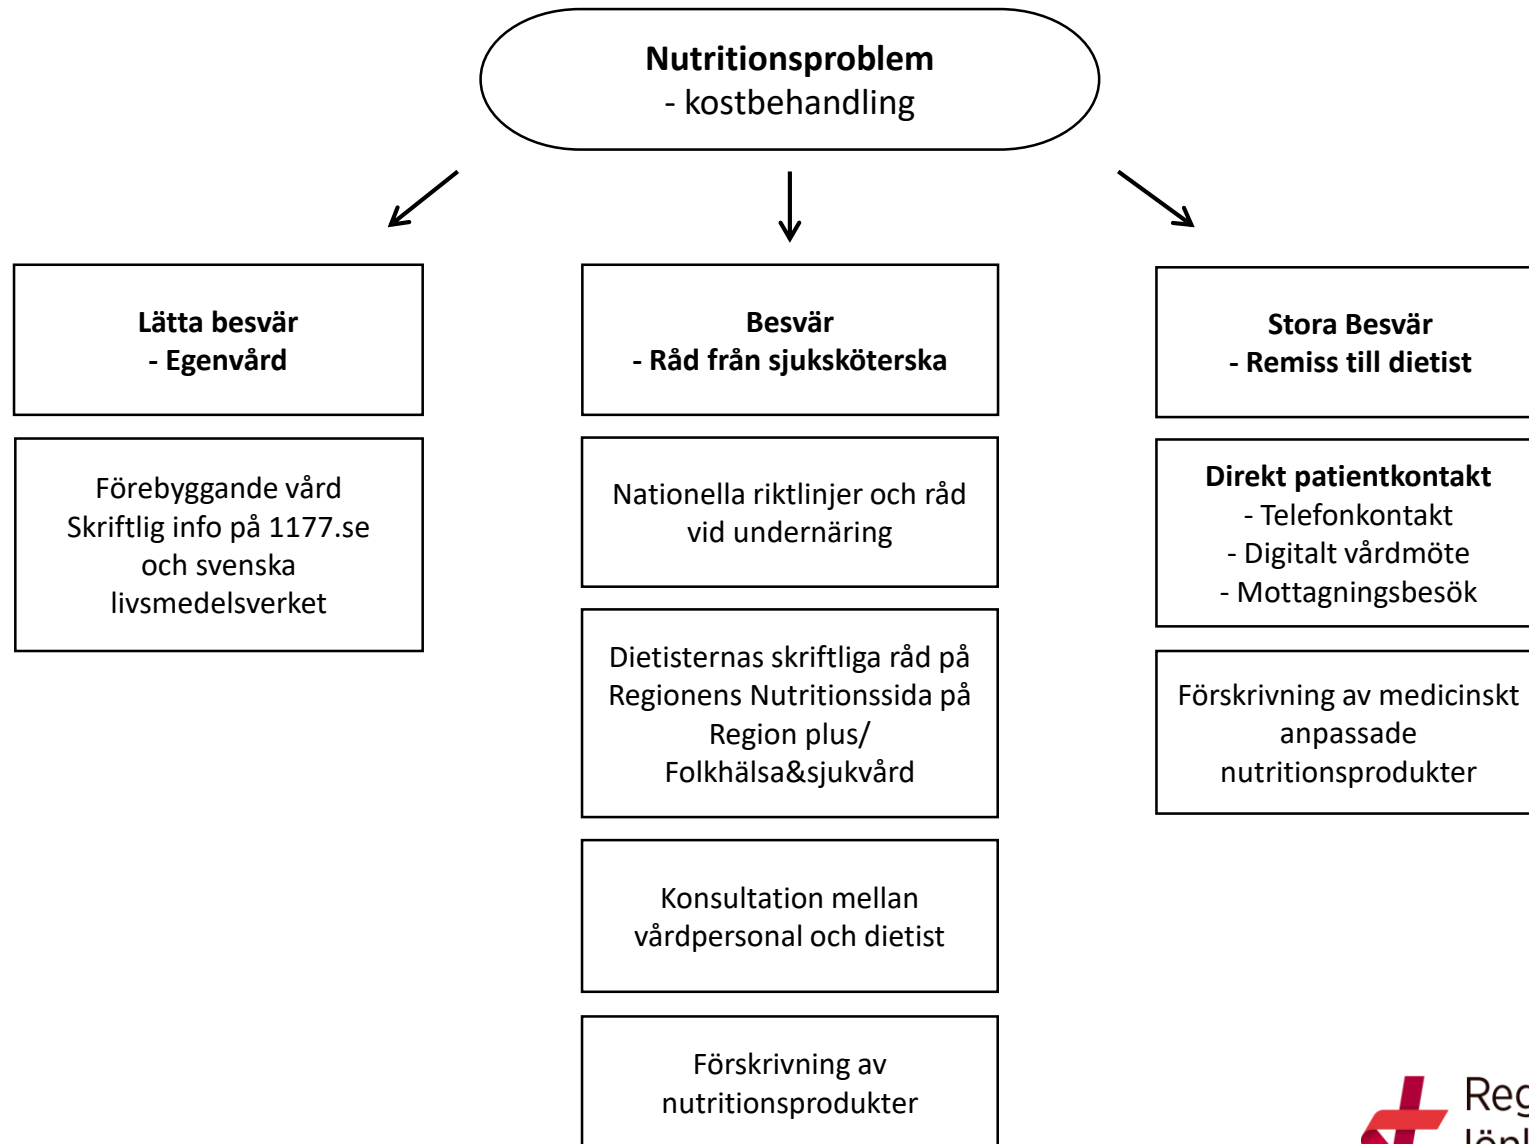 Nutritionsproblem
- kostbehandling
Lätta besvär
- Egenvård
Förebyggande vård
Skriftlig info på 1177.se
och svenska
livsmedelsverket
Besvär
- Råd från sjuksköterska
Nationella riktlinjer och råd
vid undernäring
Dietisternas skriftliga råd på
Regionens Nutritionssida på
Region plus/
Folkhälsa&sjukvård
Konsultation mellan
vårdpersonal och dietist
Förskrivning av
nutritionsprodukter
Stora Besvär
- Remiss till dietist
Direkt patientkontakt
- Telefonkontakt
- Digitalt vårdmöte
- Mottagningsbesök
Förskrivning av medicinskt
anpassade
nutritionsprodukter